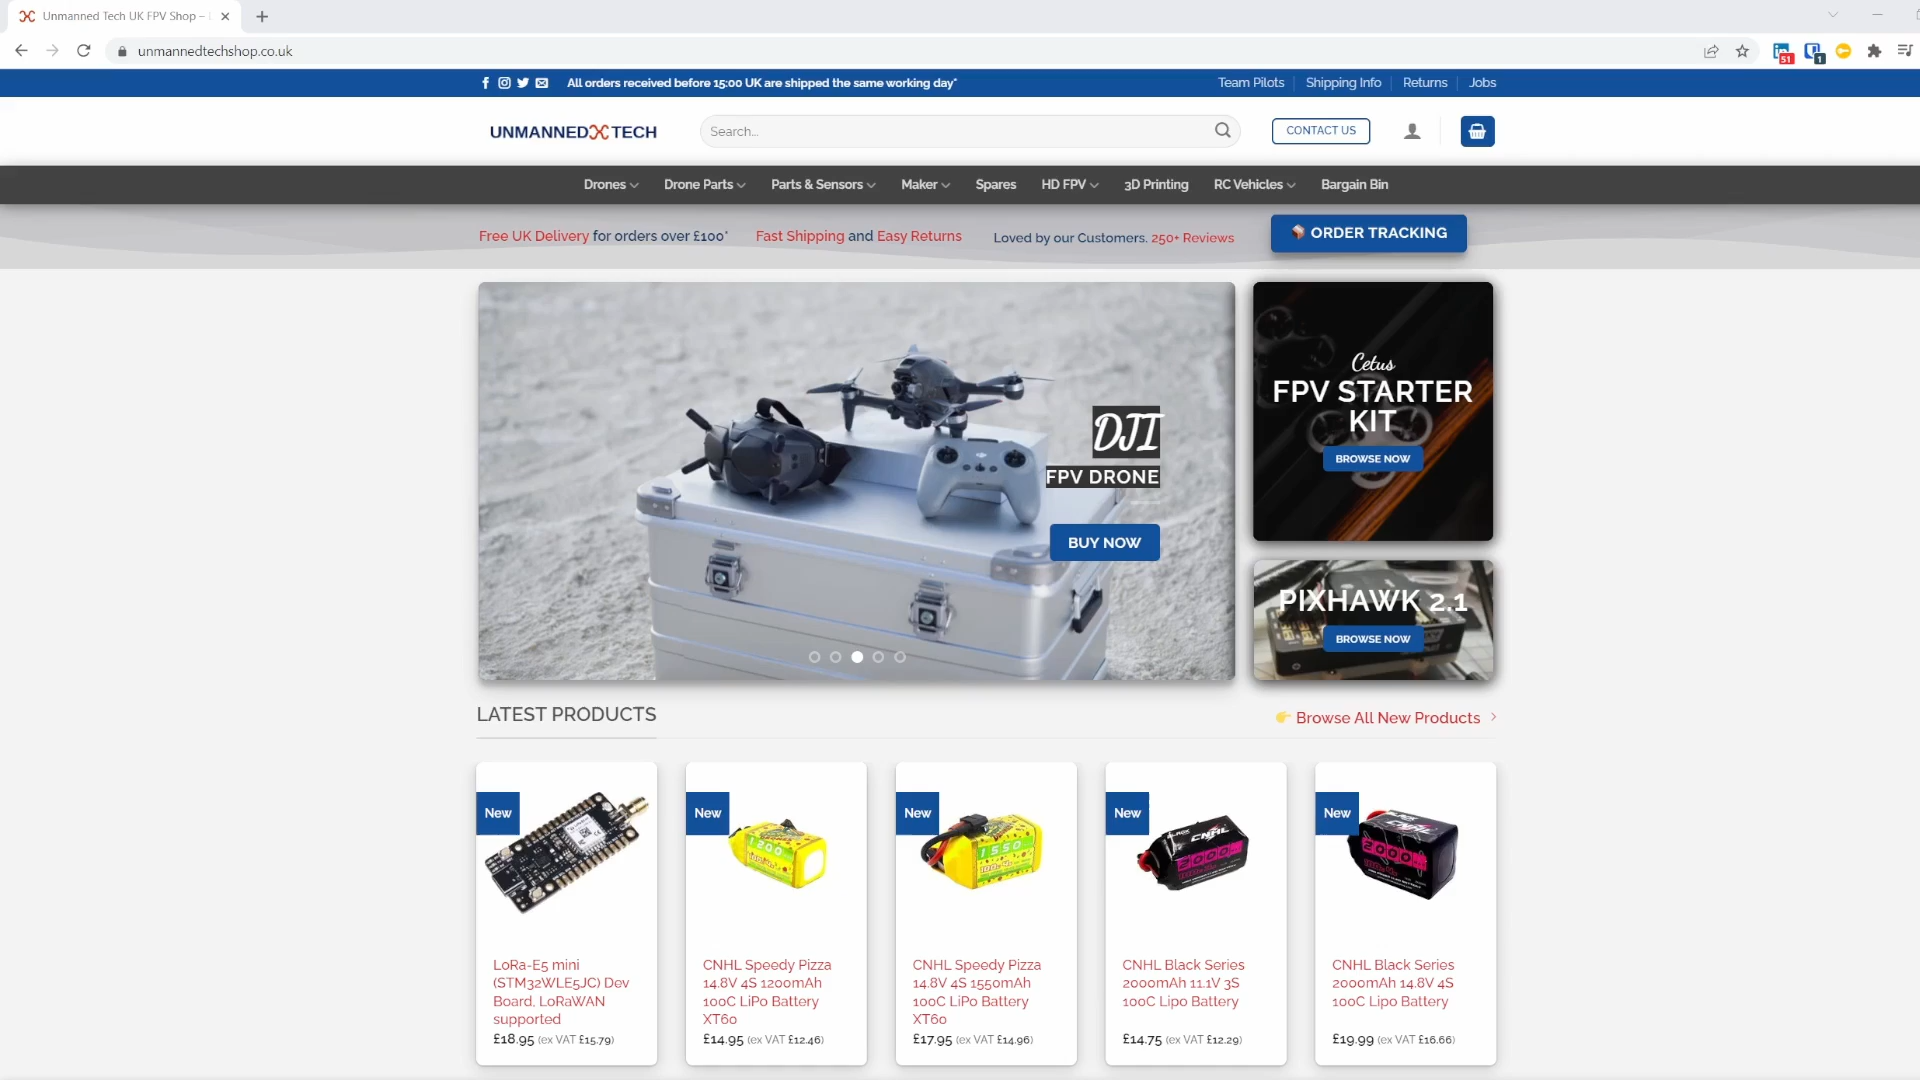 Unmanned Tech UK FPV Shop –
unmannedtechshop.co.uk
51
1
All orders received before 15:00 UK are shipped the same working day*
Team Pilots
Shipping Info
Returns
Jobs
UNMANNED TECH
Search...
CONTACT US
Drones
Drone Parts
Parts & Sensors
Maker
Spares
HD FPV
3D Printing
RC Vehicles
Bargain Bin
Free UK Delivery for orders over £100*
Fast Shipping and Easy Returns
Loved by our Customers. 250+ Reviews
ORDER TRACKING
DJI
FPV DRONE
BUY NOW
Cetus
FPV STARTER
KIT
BROWSE NOW
PIXHAWK 2.1
BROWSE NOW
LATEST PRODUCTS
Browse All New Products
New
New
1200
New
1550
New
CNHL
2000
New
CNHL
2000
LoRa-E5 mini
(STM32WLE5JC) Dev
Board, LoRaWAN
supported
£18.95 (ex VAT £15.79)
CNHL Speedy Pizza
14.8V 4S 1200mAh
100C LiPo Battery
XT60
£14.95 (ex VAT £12.46)
CNHL Speedy Pizza
14.8V 4S 1550mAh
100C LiPo Battery
XT60
£17.95 (ex VAT £14.96)
CNHL Black Series
2000mAh 11.1V 3S
100C Lipo Battery
£14.75 (ex VAT £12.29)
CNHL Black Series
2000mAh 14.8V 4S
100C Lipo Battery
£19.99 (ex VAT £16.66)